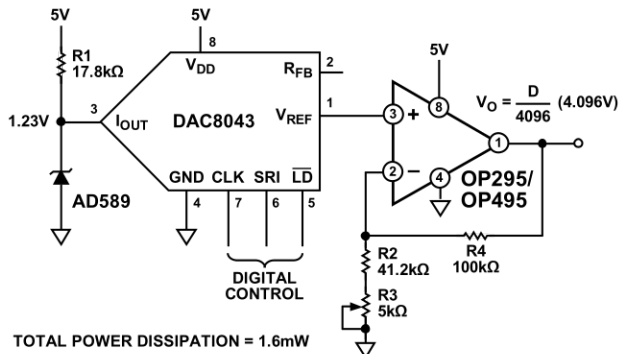 5V
R1
17.8kΩ
1.23V
AD589
5V
8
VDD
RFB
2
3
IOUT
DAC8043
VREF
1
GND CLK SRI LD
4
7
6
5
DIGITAL
CONTROL
5V
8
3
+
2
–
4
1
OP295/
OP495
VO = D/4096 (4.096V)
R2
41.2kΩ
R3
5kΩ
R4
100kΩ
TOTAL POWER DISSIPATION = 1.6mW